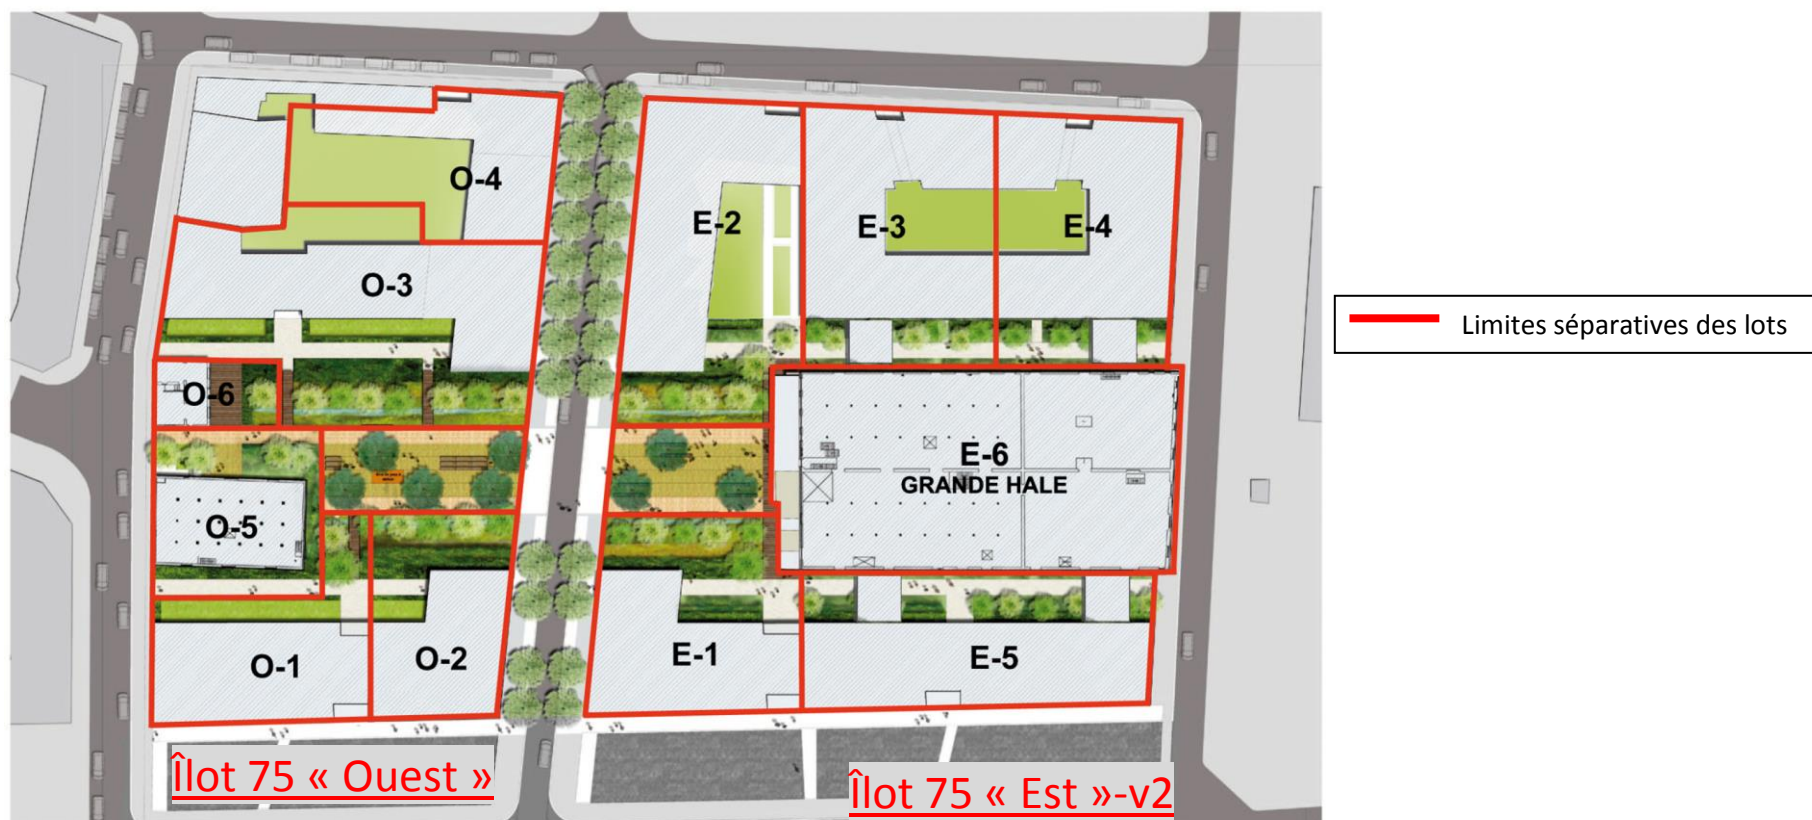 O-4
E-2
E-3
E-4
O-3
Limites séparatives des lots
O-6
E-6
GRANDE HALE
O-5
O-1
O-2
E-1
E-5
Îlot 75 « Ouest »
Îlot 75 « Est »-v2